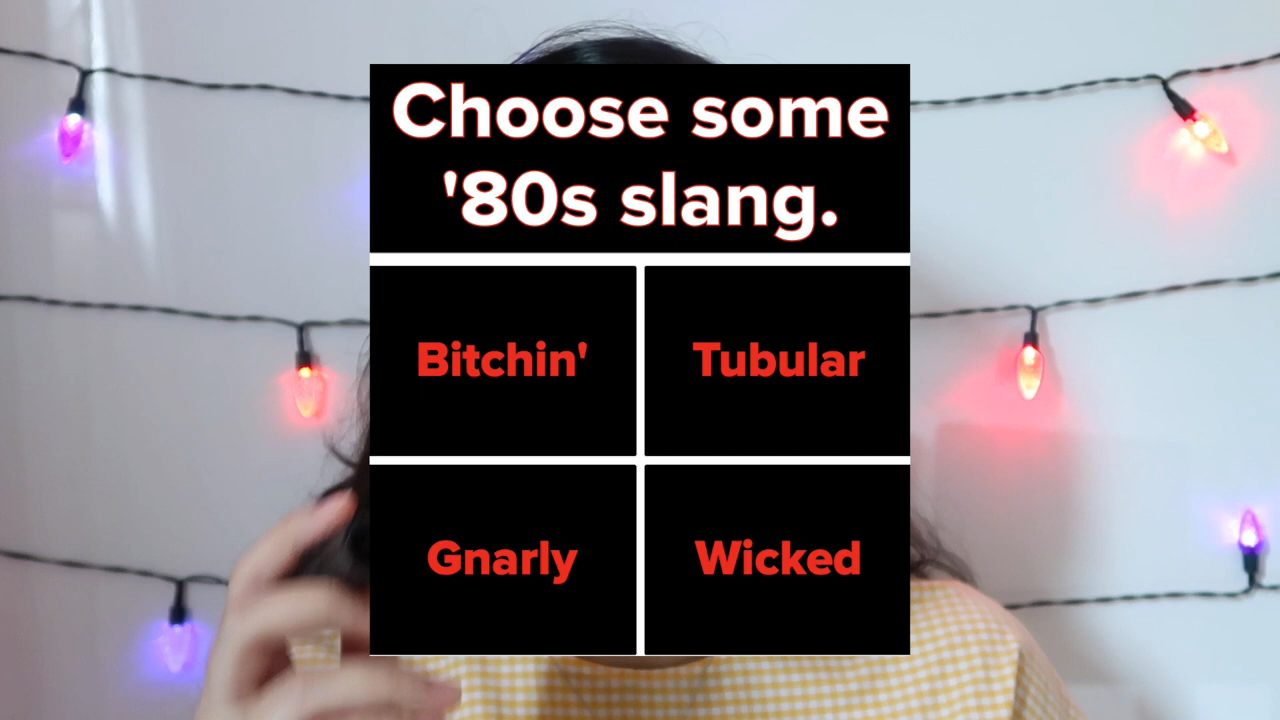 Choose some
'80s slang.
Bitchin'
Tubular
Gnarly
Wicked